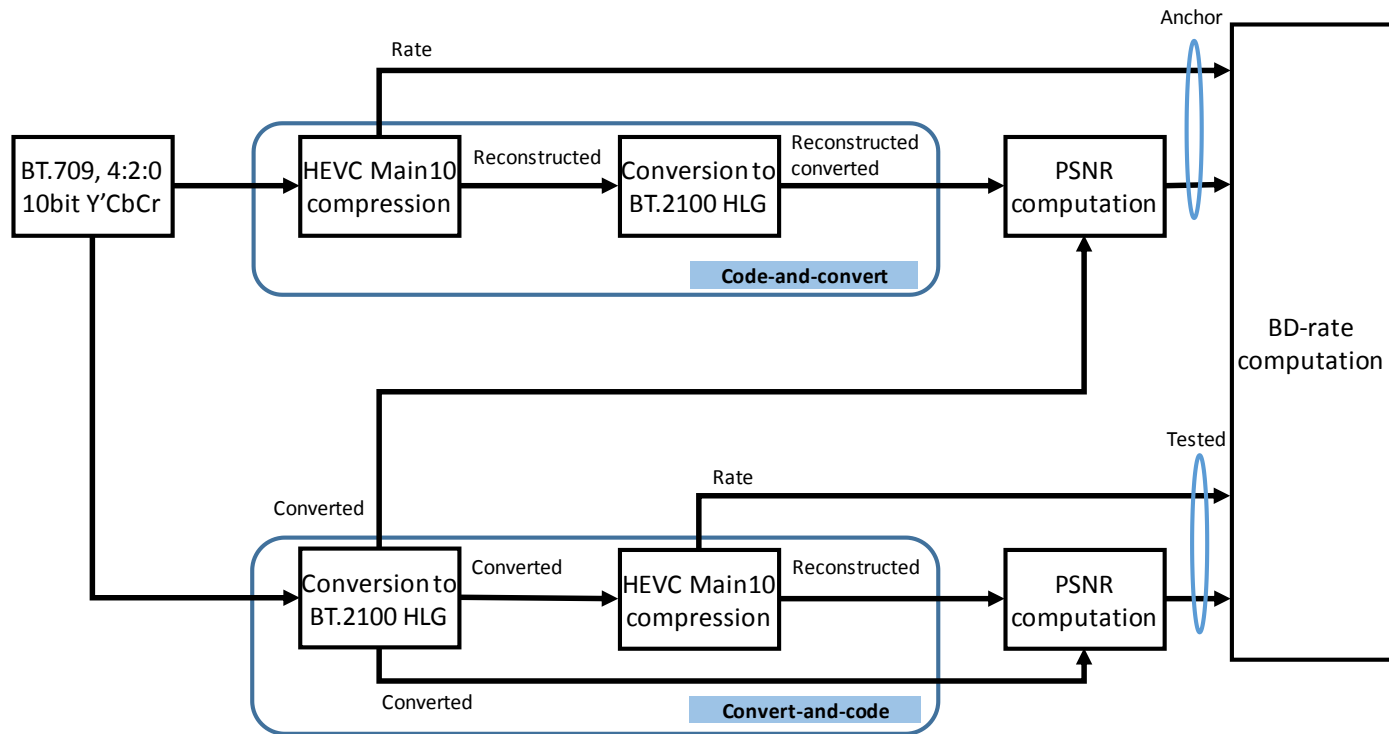 Anchor
Rate
BT.709, 4:2:0
10bit Y’CbCr
HEVC Main10
compression
Reconstructed
Conversion to
BT.2100 HLG
Reconstructed
converted
PSNR
computation
Code-and-convert
BD-rate
computation
Tested
Rate
Converted
Conversion to
BT.2100 HLG
Converted
HEVC Main10
compression
Reconstructed
PSNR
computation
Converted
Convert-and-code